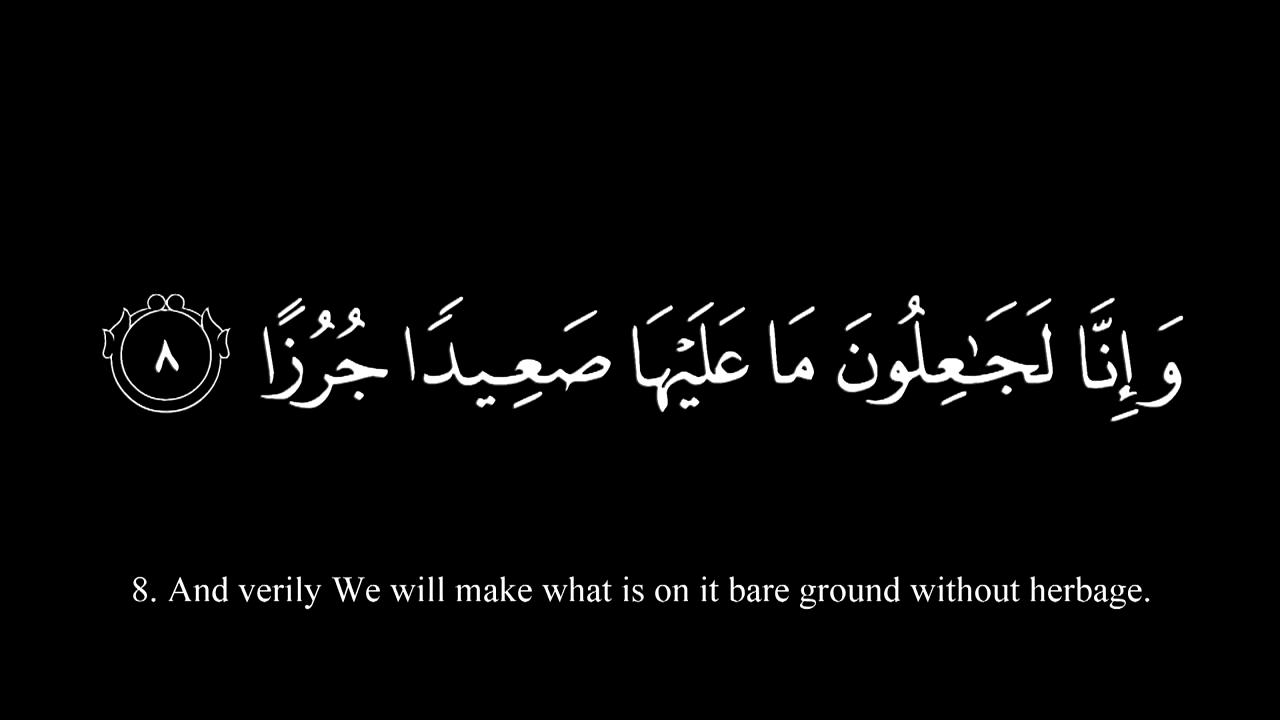 وَإِنَّا لَجَـٰعِلُونَ مَا عَلَيْهَا صَعِيدًا جُرُزًا ٨
8. And verily We will make what is on it bare ground without herbage.